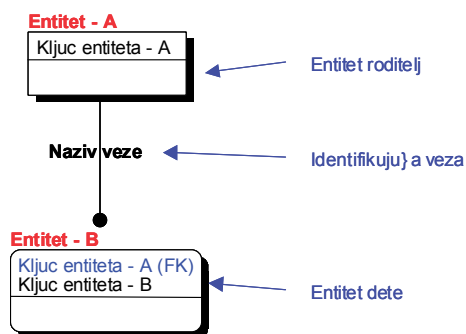 Entitet - A
Kljuc entiteta - A
Entitet roditelj
Naziv veze
Identifikuju} a veza
Entitet - B
Kljuc entiteta - A (FK)
Kljuc entiteta - B
Entitet dete